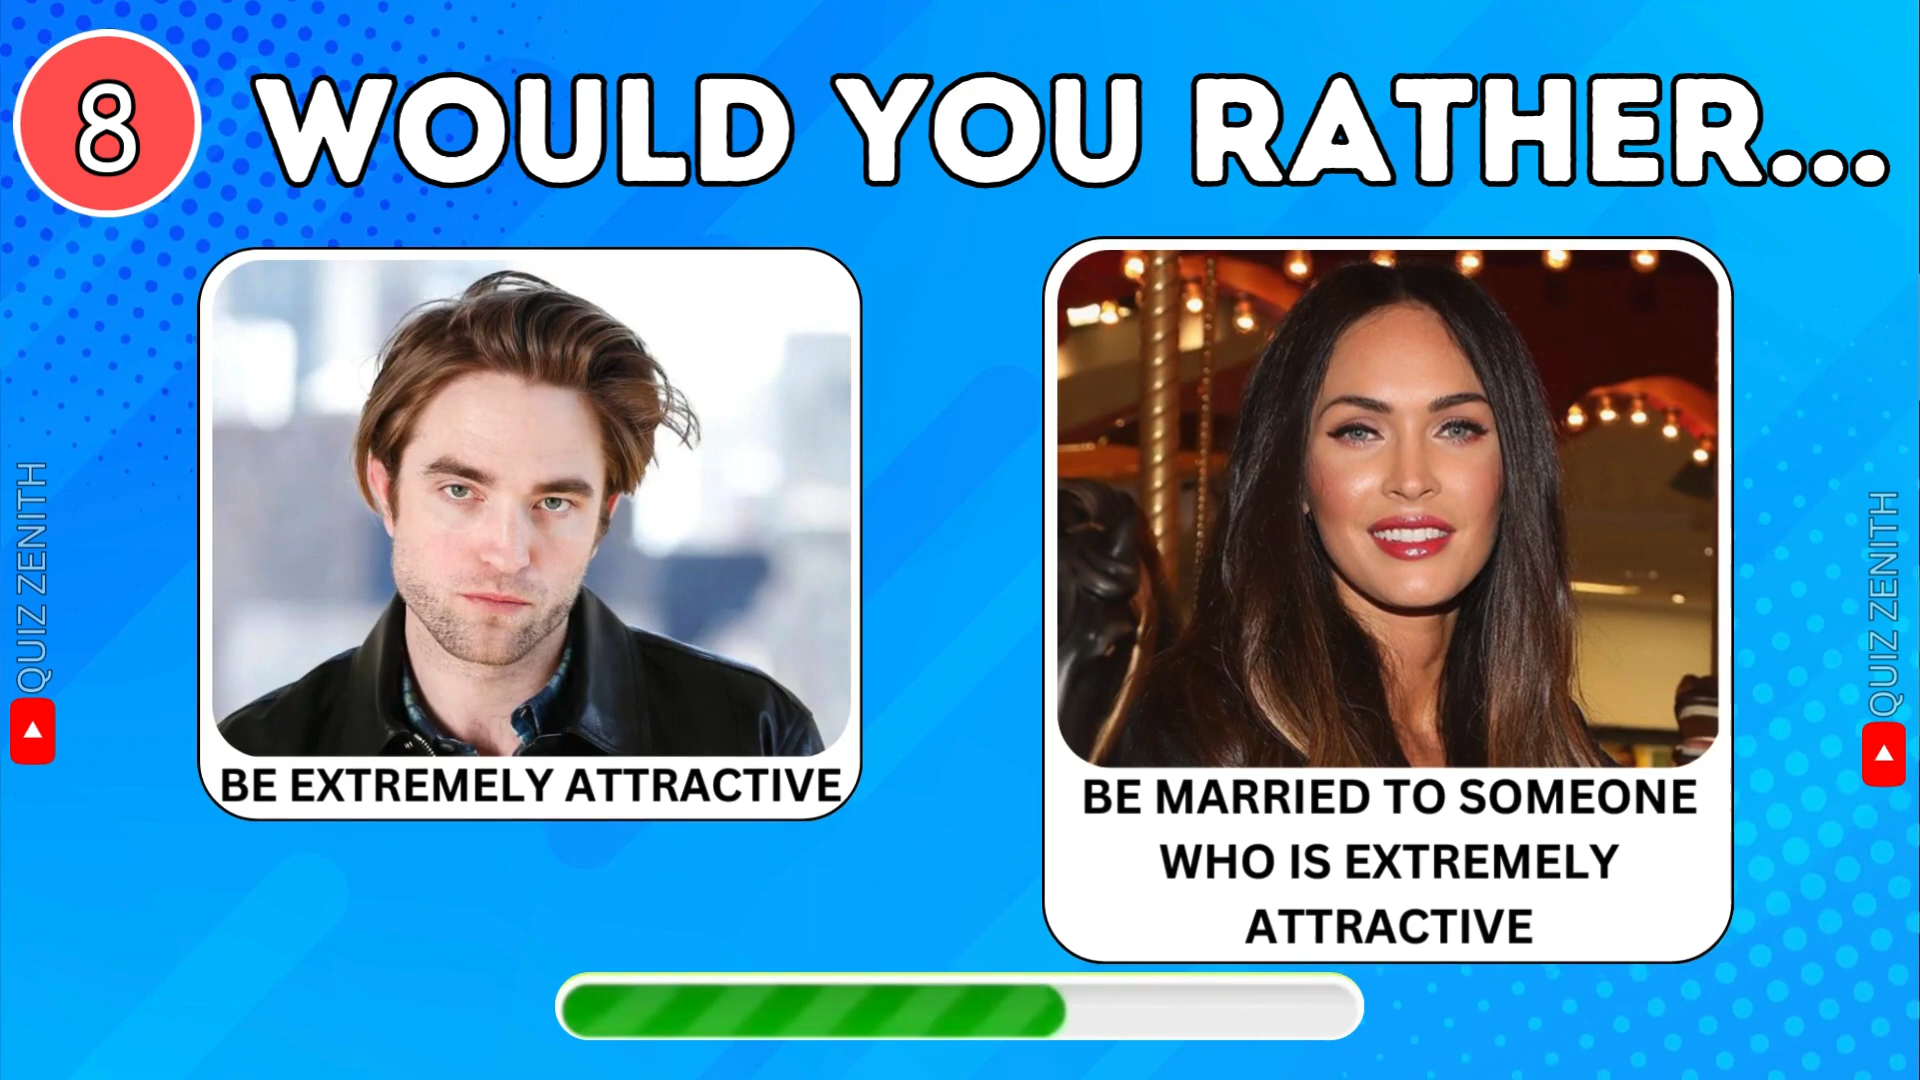 8
WOULD YOU RATHER...
BE EXTREMELY ATTRACTIVE
BE MARRIED TO SOMEONE
WHO IS EXTREMELY
ATTRACTIVE
QUIZ ZENITH
QUIZ ZENITH